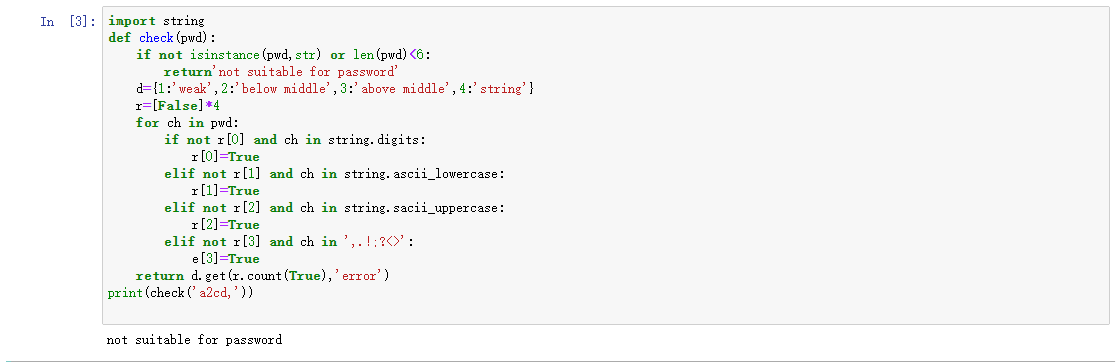 In [3]: import string
def check(pwd):
    if not isinstance(pwd,str) or len(pwd)<6:
        return'not suitable for password'
    d={1:'weak',2:'below middle',3:'above middle',4:'string'}
    r=[False]*4
    for ch in pwd:
        if not r[0] and ch in string.digits:
            r[0]=True
        elif not r[1] and ch in string.ascii_lowercase:
            r[1]=True
        elif not r[2] and ch in string.sacii_uppercase:
            r[2]=True
        elif not r[3] and ch in ',.!;?<>':
            e[3]=True
    return d.get(r.count(True),'error')
print(check('a2cd,'))
not suitable for password